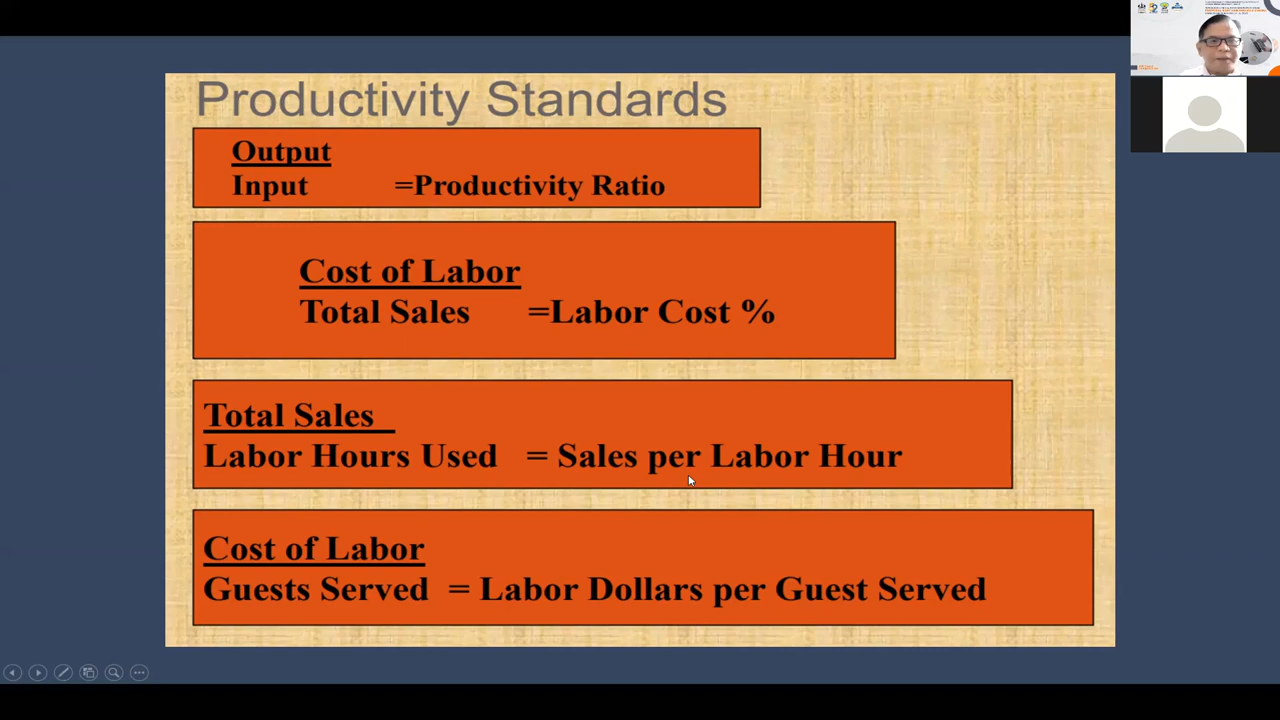 Productivity Standards
Output
Input =Productivity Ratio
Cost of Labor
Total Sales =Labor Cost %
Total Sales
Labor Hours Used = Sales per Labor Hour
Cost of Labor
Guests Served = Labor Dollars per Guest Served